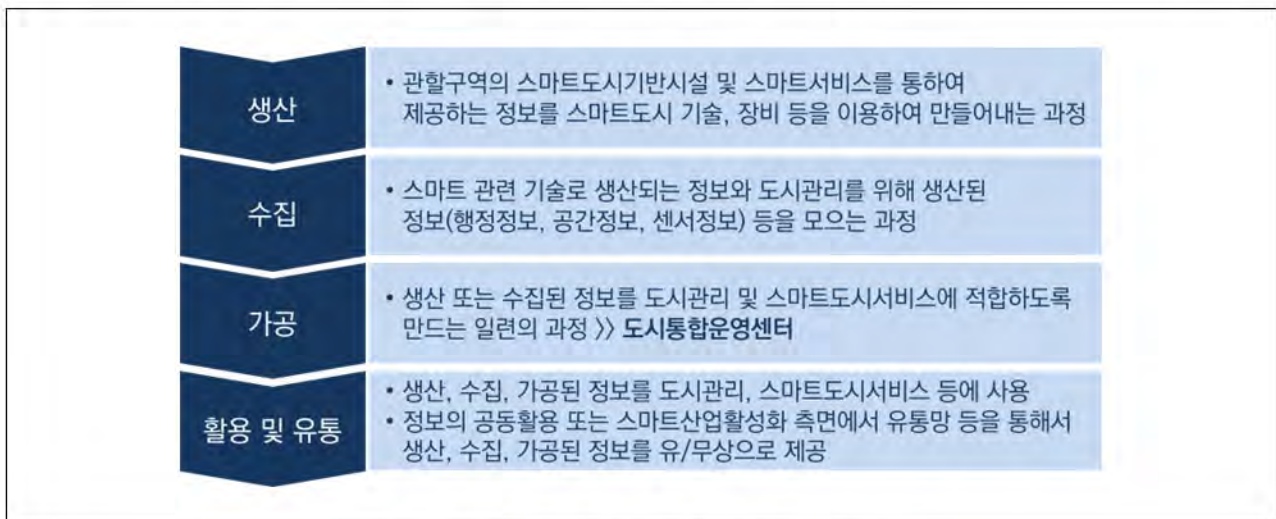 생산
• 관할구역의 스마트도시기반시설 및 스마트서비스를 통하여
제공하는 정보를 스마트도시 기술, 장비 등을 이용하여 만들어내는 과정
수집
• 스마트 관련 기술로 생산되는 정보와 도시관리를 위해 생산된
정보(행정정보, 공간정보, 센서정보) 등을 모으는 과정
가공
• 생산 또는 수집된 정보를 도시관리 및 스마트도시서비스에 적합하도록
만드는 일련의 과정 》 도시통합운영센터
활용 및 유통
• 생산, 수집, 가공된 정보를 도시관리, 스마트도시서비스 등에 사용
• 정보의 공동활용 또는 스마트산업활성화 측면에서 유통망 등을 통해서
생산, 수집, 가공된 정보를 유/무상으로 제공